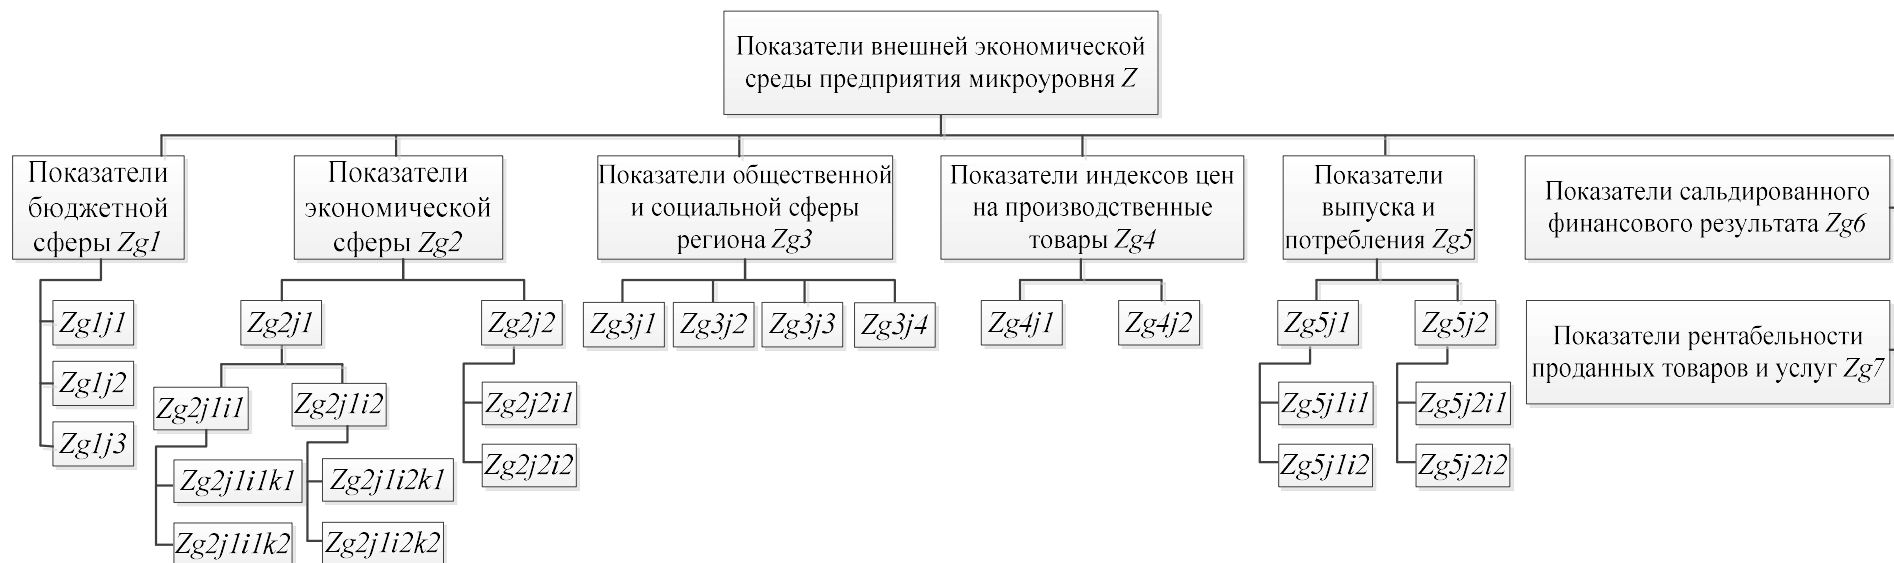 Показатели внешней экономической
среды предприятия микроуровня Z
Показатели
бюджетной
сферы Zg1
Показатели
экономической
сферы Zg2
Показатели общественной
и социальной сферы
региона Zg3
Показатели индексов цен
на производственные
товары Zg4
Показатели
выпуска и
потребления Zg5
Показатели сальдированного
финансового результата Zg6
Показатели рентабельности
проданных товаров и услуг Zg7
Zg1j1
Zg1j2
Zg1j3
Zg2j1
Zg2j2
Zg2j1i1
Zg2j1i2
Zg2j2i1
Zg2j2i2
Zg2j1i1k1
Zg2j1i1k2
Zg2j1i2k1
Zg2j1i2k2
Zg3j1
Zg3j2
Zg3j3
Zg3j4
Zg4j1
Zg4j2
Zg5j1
Zg5j2
Zg5j1i1
Zg5j1i2
Zg5j2i1
Zg5j2i2